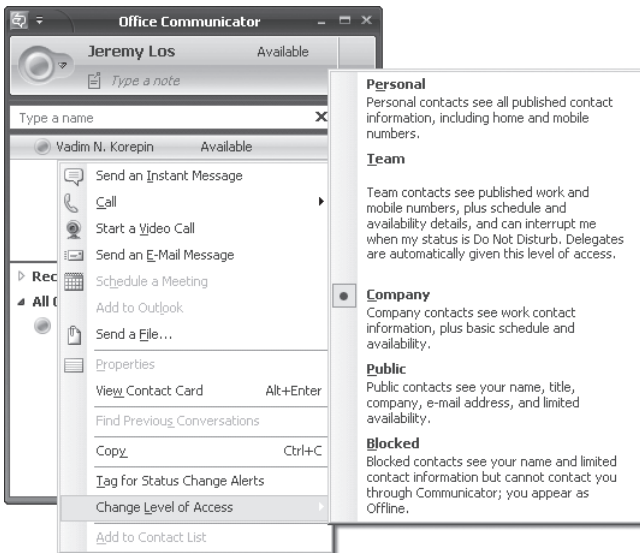 Office Communicator
Jeremy Los Available
Type a note
Type a name
Vadim N. Korepin Available
Send an Instant Message
Call
Start a Video Call
Send an E-Mail Message
Schedule a Meeting
Add to Outlook
Send a File...
Properties
View Contact Card Alt+Enter
Find Previous Conversations
Copy Ctrl+C
Tag for Status Change Alerts
Change Level of Access
Add to Contact List
Rec
All
Personal
Personal contacts see all published contact
information, including home and mobile
numbers.
Team
Team contacts see published work and
mobile numbers, plus schedule and
availability details, and can interrupt me
when my status is Do Not Disturb. Delegates
are automatically given this level of access.
Company
Company contacts see work contact
information, plus basic schedule and
availability.
Public
Public contacts see your name, title,
company, e-mail address, and limited
availability.
Blocked
Blocked contacts see your name and limited
contact information but cannot contact you
through Communicator; you appear as
Offline.